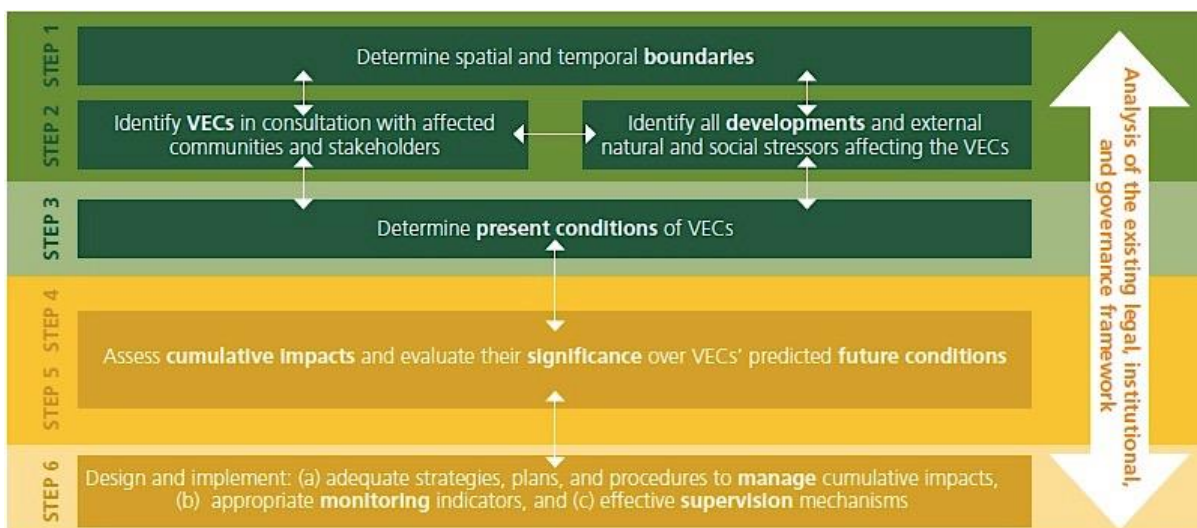 STEP 1
Determine spatial and temporal boundaries
STEP 2
Identify VECs in consultation with affected
communities and stakeholders
Identify all developments and external
natural and social stressors affecting the VECs
STEP 3
Determine present conditions of VECs
STEP 4
STEP 5
Assess cumulative impacts and evaluate their significance over VECs' predicted future conditions
STEP 6
Design and implement: (a) adequate strategies, plans, and procedures to manage cumulative impacts,
(b) appropriate monitoring indicators, and (c) effective supervision mechanisms
Analysis of the existing legal, institutional,
and governance framework